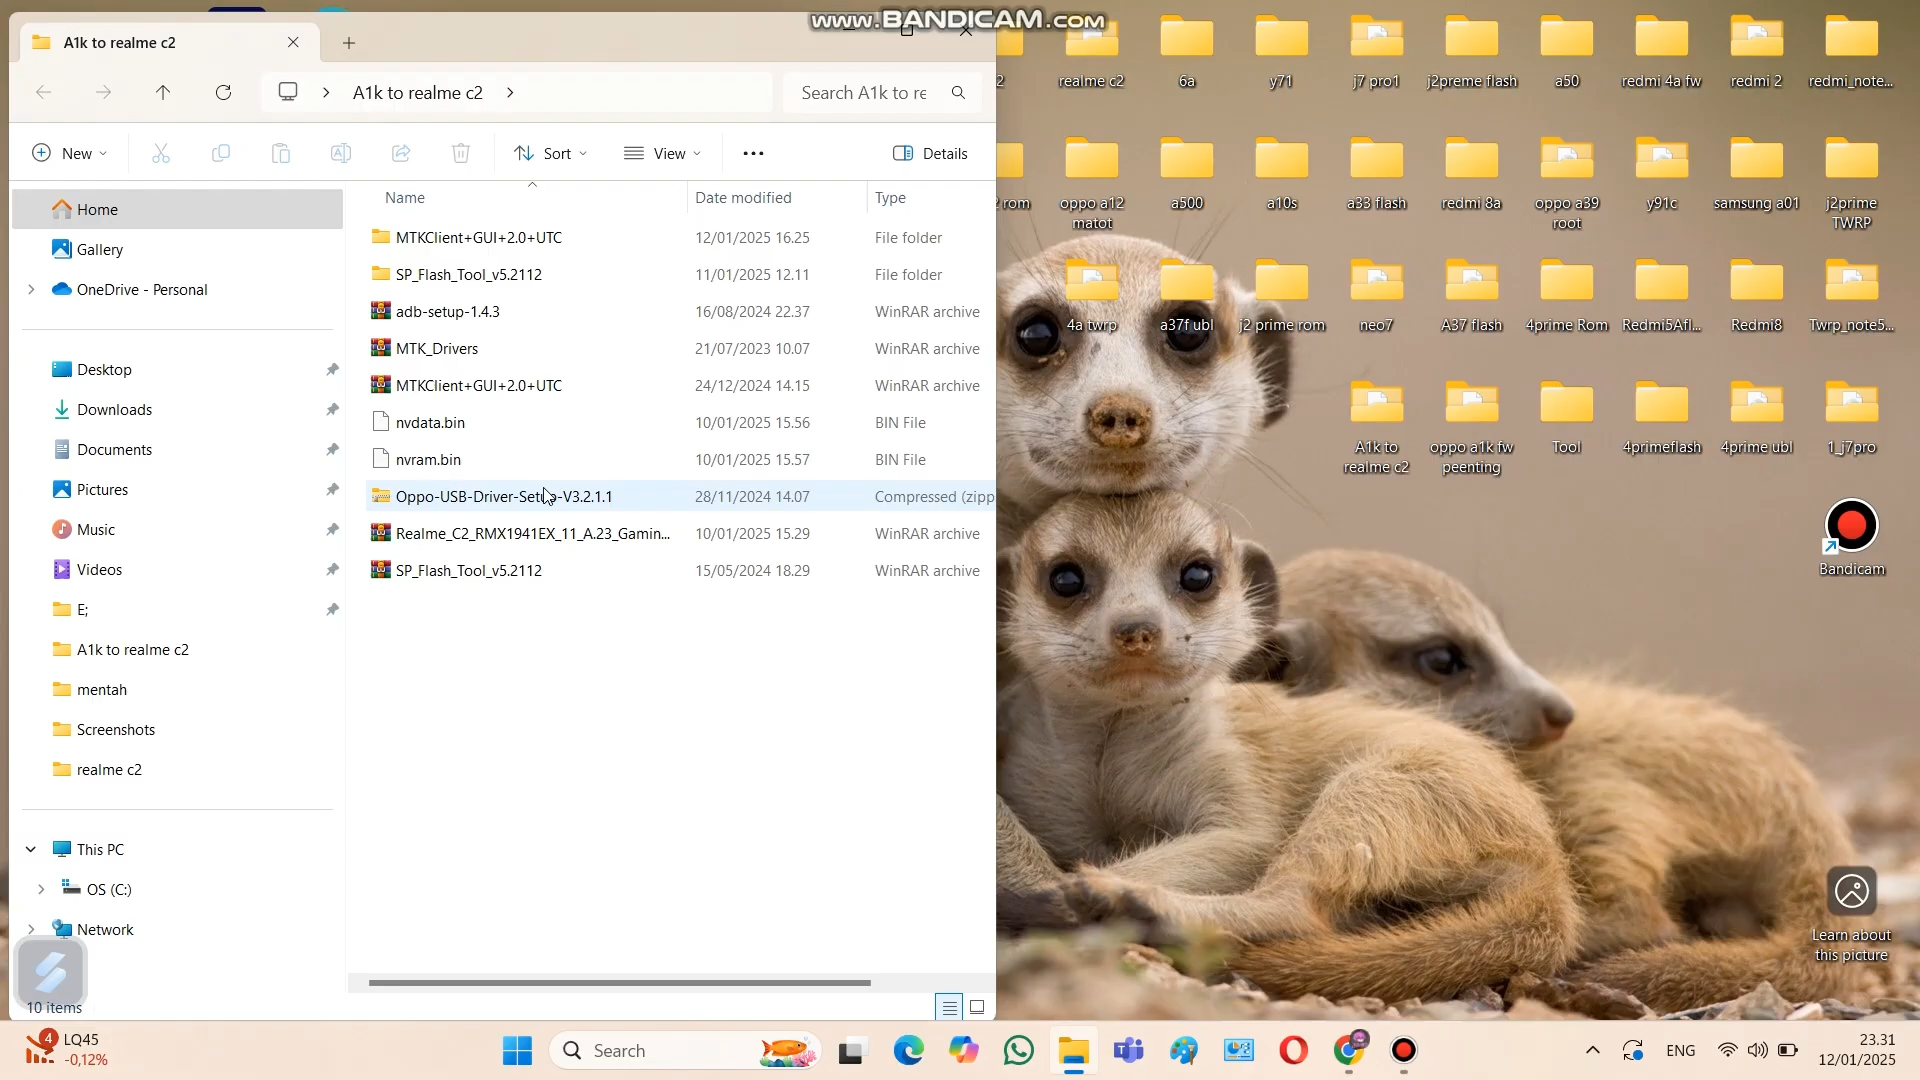 www.BANDICAM.com
A1k to realme c2
A1k to realme c2
Search A1k to re
New
Sort
View
Details
Home
Gallery
OneDrive - Personal
Desktop
Downloads
Documents
Pictures
Music
Videos
E;
A1k to realme c2
mentah
Screenshots
realme c2
This PC
OS (C:)
Network
10 items
Name Date modified Type
MTKClient+GUI+2.0+UTC 12/01/2025 16.25 File folder
SP_Flash_Tool_v5.2112 11/01/2025 12.11 File folder
adb-setup-1.4.3 16/08/2024 22.37 WinRAR archive
MTK_Drivers 21/07/2023 10.07 WinRAR archive
MTKClient+GUI+2.0+UTC 24/12/2024 14.15 WinRAR archive
nvdata.bin 10/01/2025 15.56 BIN File
nvram.bin 10/01/2025 15.57 BIN File
Oppo-USB-Driver-Setup-V3.2.1.1 28/11/2024 14.07 Compressed (zipp
Realme_C2_RMX1941EX_11_A.23_Gamin... 10/01/2025 15.29 WinRAR archive
SP_Flash_Tool_v5.2112 15/05/2024 18.29 WinRAR archive
2 realme c2 6a y71 j7 pro1 j2preme flash a50 redmi 4a fw redmi 2 redmi_note...
2 rom oppo a12 a500 a10s a33 flash redmi 8a oppo a39 y91c samsung a01 j2prime
matot root TWRP
4a twrp a37f ubl j2 prime rom neo7 A37 flash 4prime Rom Redmi5Afl... Redmi8 Twrp_note5...
A1k to oppo a1k fw Tool 4primeflash 4prime ubl 1_j7pro
realme c2 peenting
Bandicam
Learn about
this picture
4 LQ45
-0,12%
Search
ENG
23.31
12/01/2025